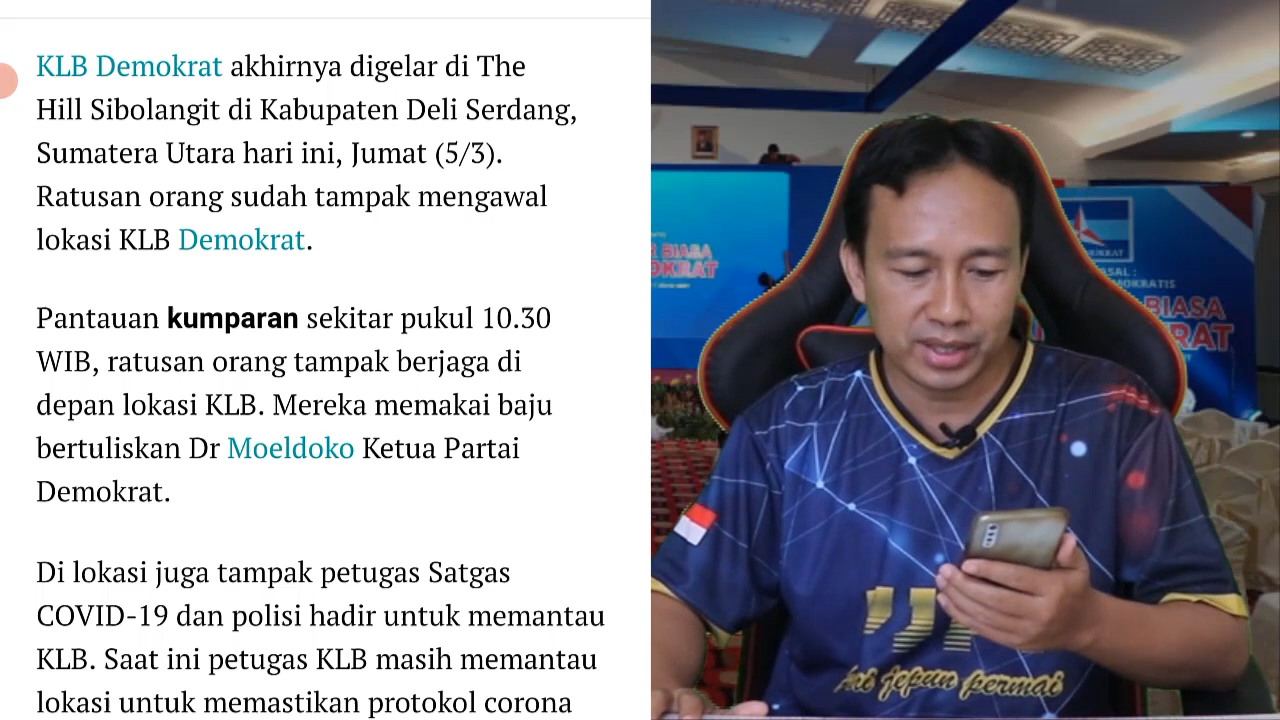 KLB Demokrat akhirnya digelar di The
Hill Sibolangit di Kabupaten Deli Serdang,
Sumatera Utara hari ini, Jumat (5/3).
Ratusan orang sudah tampak mengawal
lokasi KLB Demokrat.
Pantauan kumparan sekitar pukul 10.30
WIB, ratusan orang tampak berjaga di
depan lokasi KLB. Mereka memakai baju
bertuliskan Dr Moeldoko Ketua Partai
Demokrat.
Di lokasi juga tampak petugas Satgas
COVID-19 dan polisi hadir untuk memantau
KLB. Saat ini petugas KLB masih memantau
lokasi untuk memastikan protokol corona
BIASA
OKRAT
BIASA
RAT
jepun permai